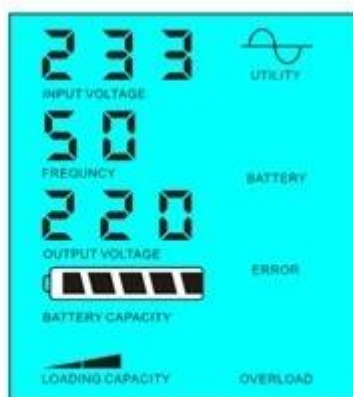 233
INPUT VOLTAGE
UTILITY
50
FREQUNCY
BATTERY
220
OUTPUT VOLTAGE
ERROR
BATTERY CAPACITY
LOADING CAPACITY
OVERLOAD